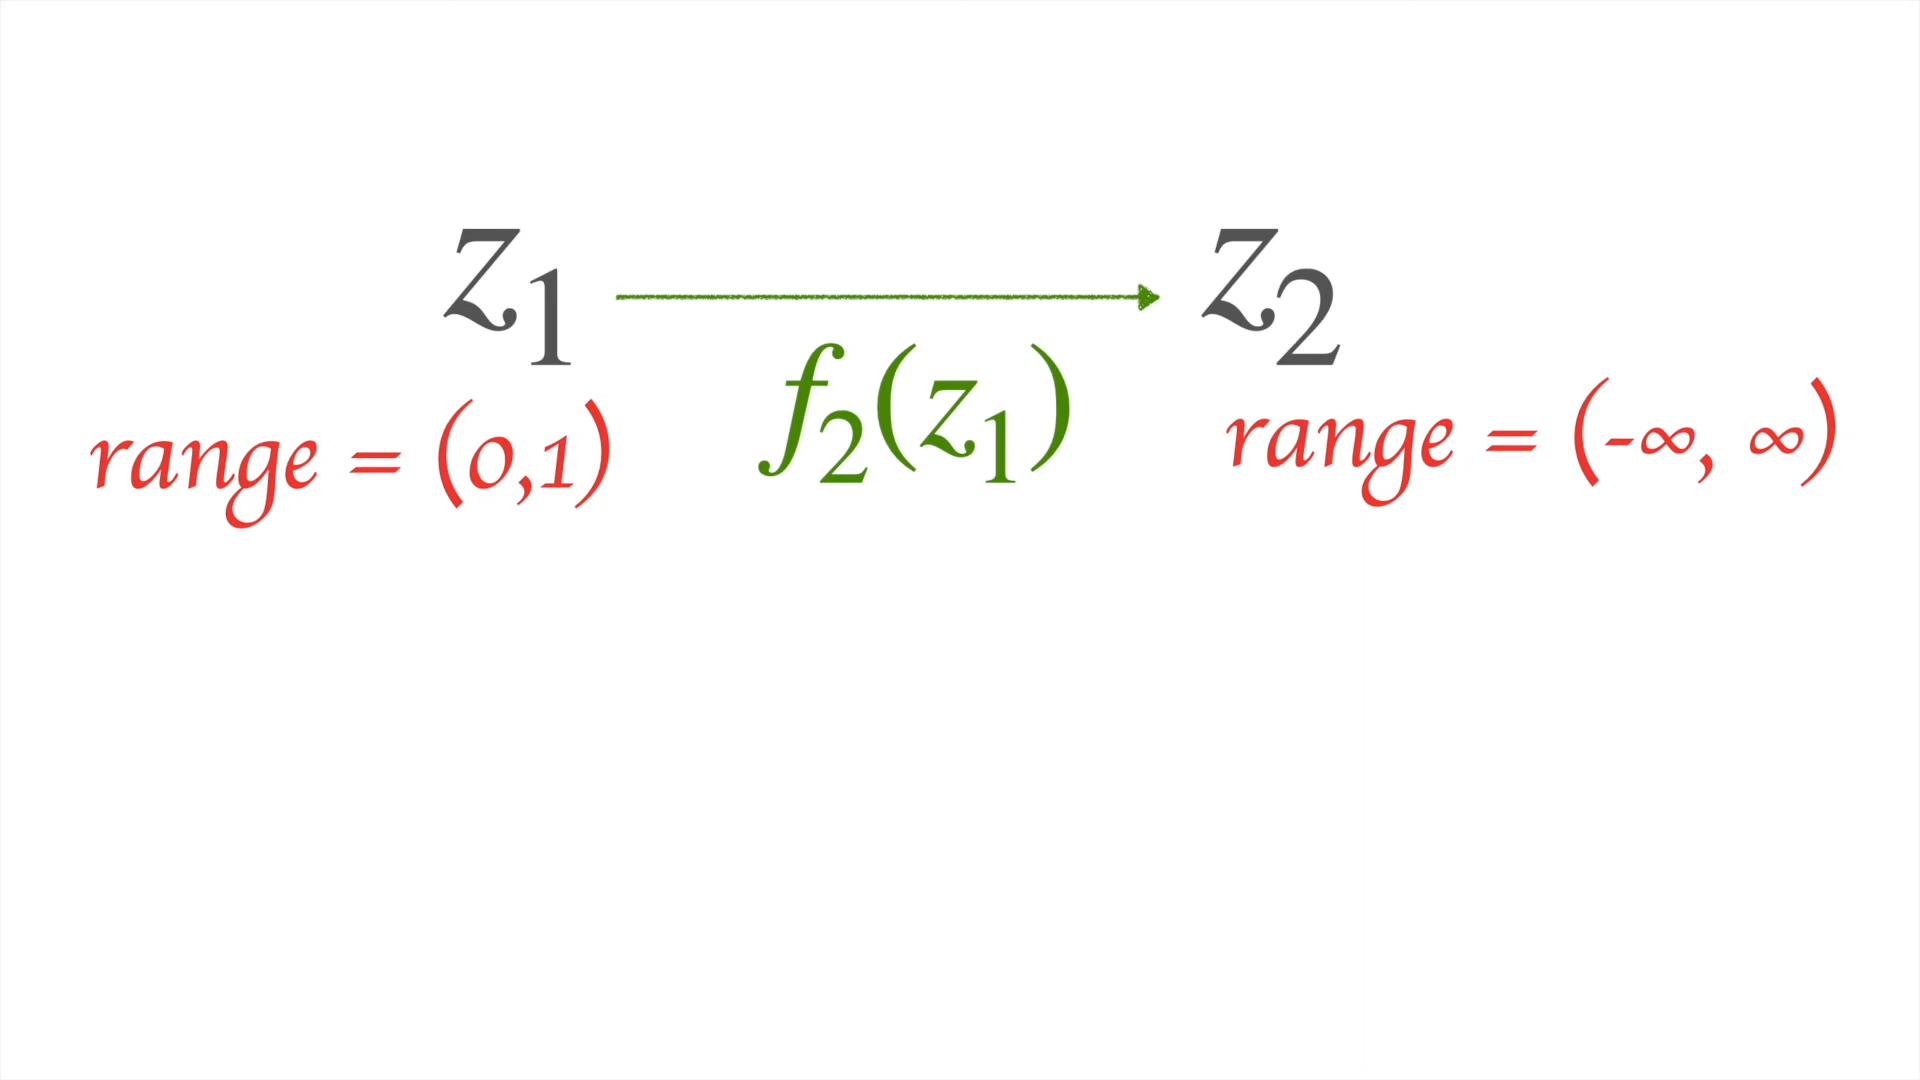 z₁ z₂
f₂(z₁)
range = (0,1) range = (-∞, ∞)